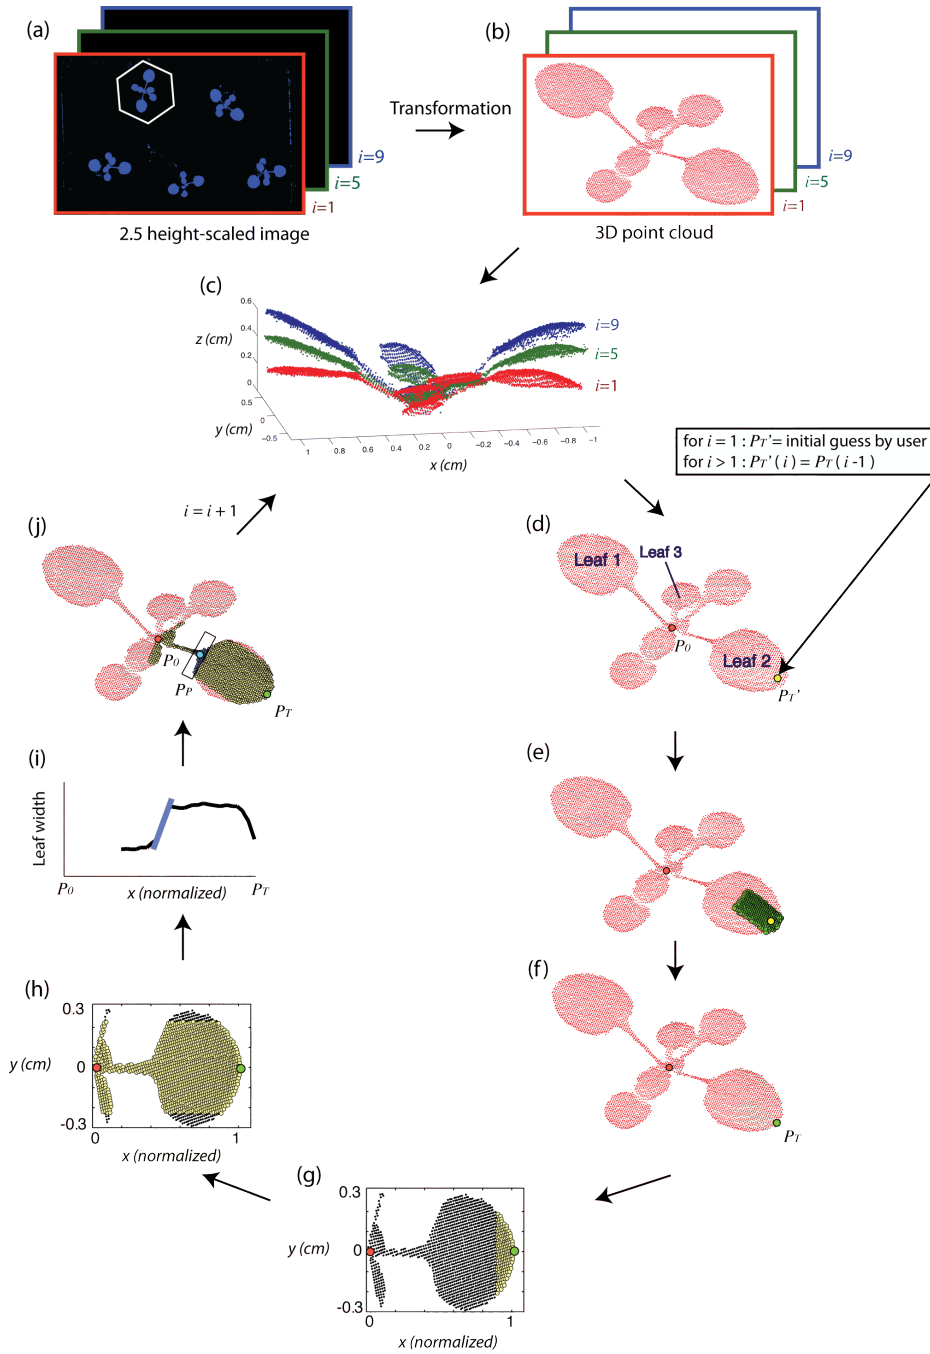 (a)
i=9
i=5
i=1
2.5 height-scaled image
Transformation
(b)
i=9
i=5
i=1
3D point cloud
(c)
0.6
0.4
0.2
0
z (cm)
0.5
0
−0.5
y (cm)
1 0.8 0.6 0.4 0.2 0 −0.2 −0.4 −0.6 −0.8 −1
x (cm)
i=9
i=5
i=1
for i = 1 : PT'= initial guess by user
for i > 1 : PT' ( i ) = PT ( i -1 )
(d)
Leaf 1
Leaf 3
Leaf 2
P0
PT'
(e)
(f)
PT
(g)
0.3
y (cm) 0
-0.3
0 1
x (normalized)
(h)
0.3
y (cm) 0
-0.3
0 1
x (normalized)
(i)
Leaf width
P0 PT
x (normalized)
(j)
P0
PP
PT
i = i + 1